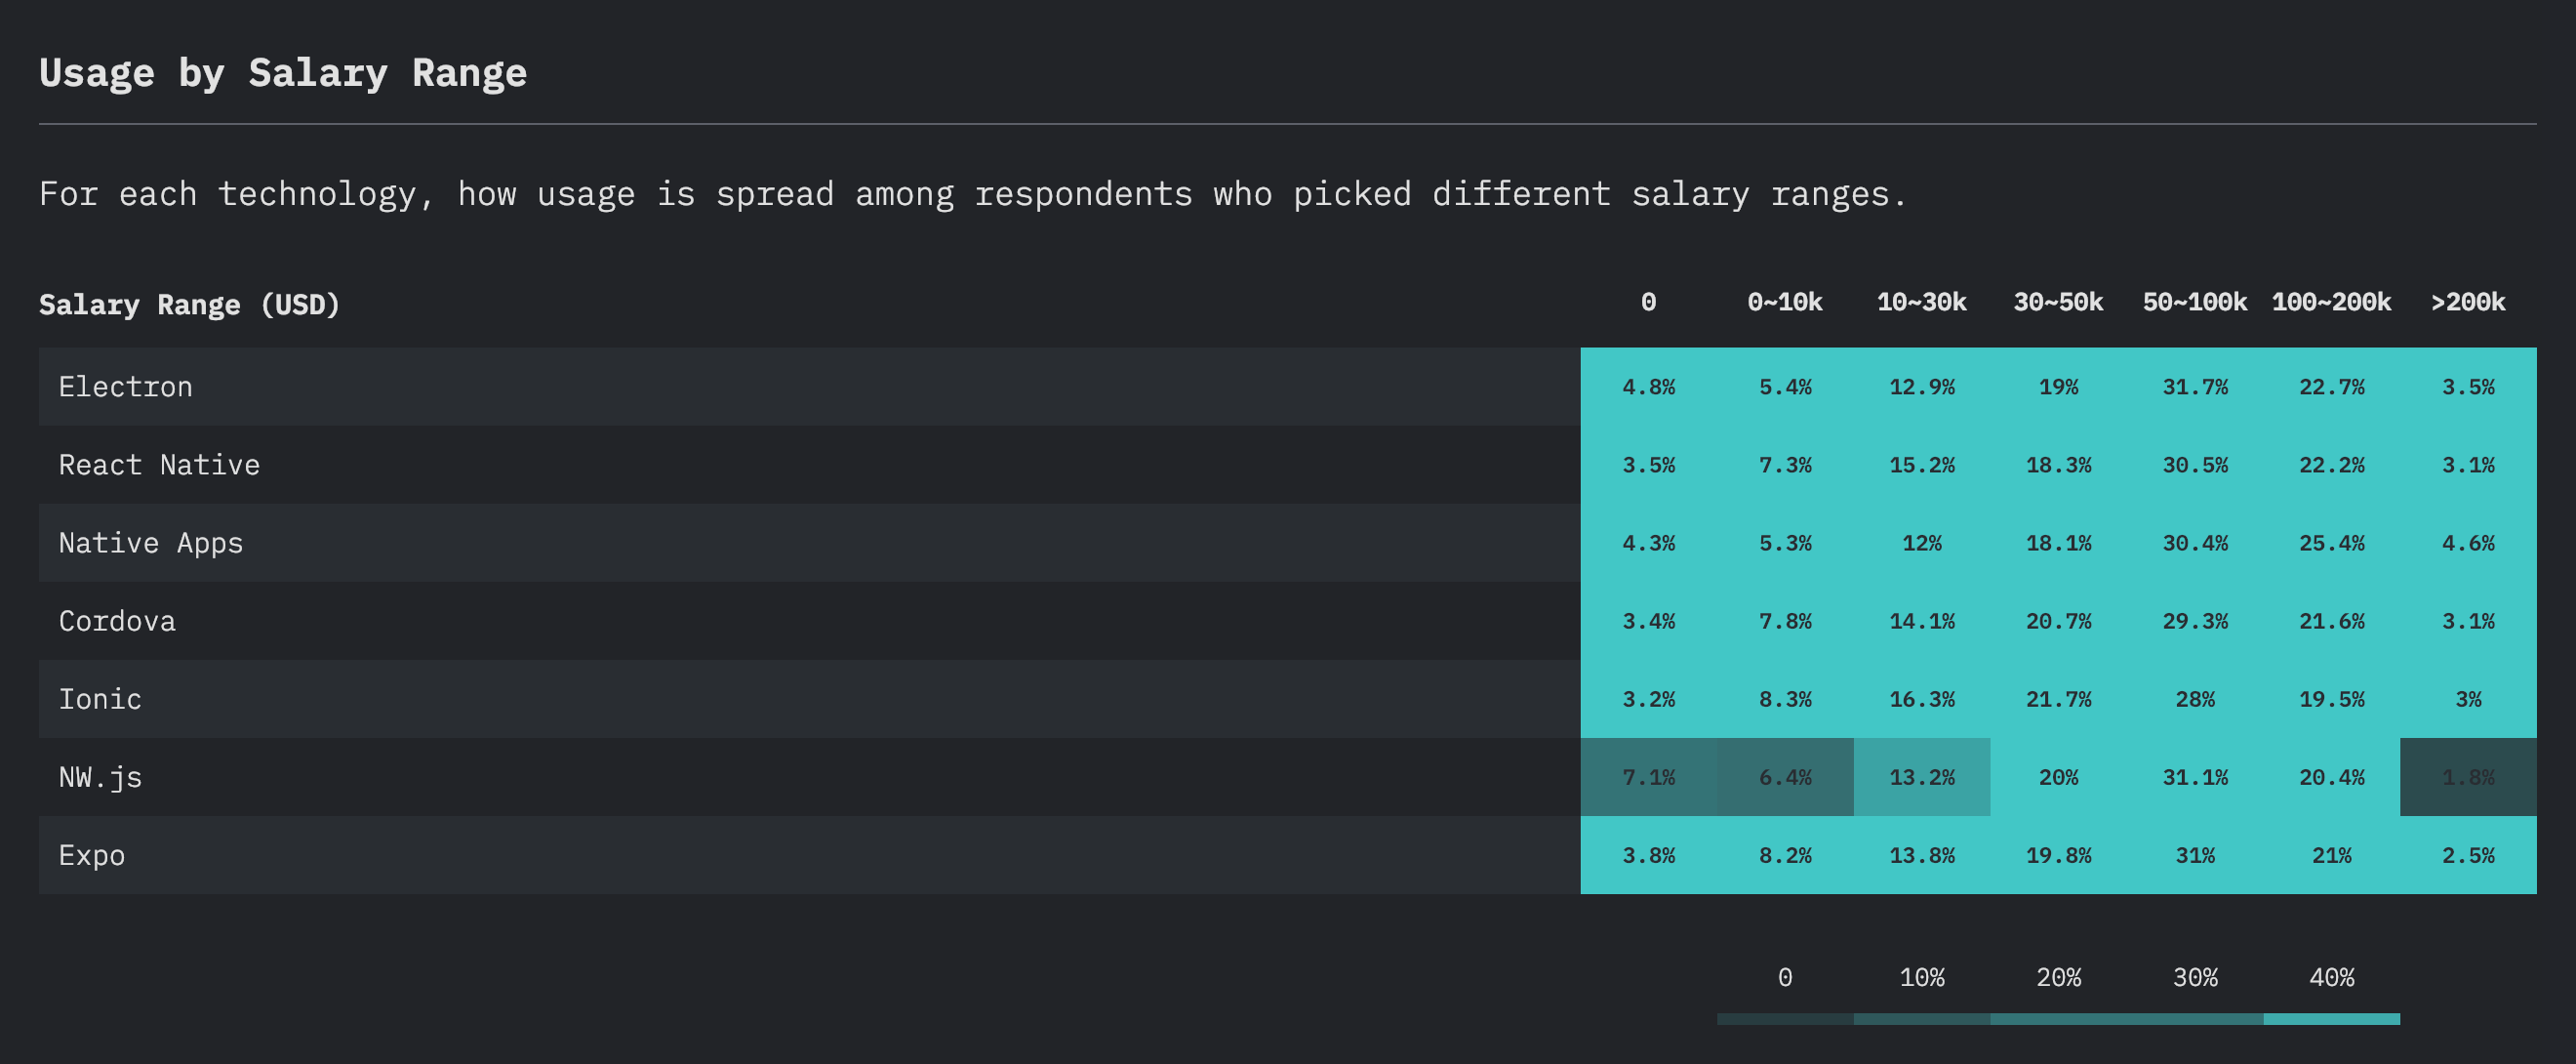 Usage by Salary Range
For each technology, how usage is spread among respondents who picked different salary ranges.
Salary Range (USD) 0 0~10k 10~30k 30~50k 50~100k 100~200k >200k
Electron 4.8% 5.4% 12.9% 19% 31.7% 22.7% 3.5%
React Native 3.5% 7.3% 15.2% 18.3% 30.5% 22.2% 3.1%
Native Apps 4.3% 5.3% 12% 18.1% 30.4% 25.4% 4.6%
Cordova 3.4% 7.8% 14.1% 20.7% 29.3% 21.6% 3.1%
Ionic 3.2% 8.3% 16.3% 21.7% 28% 19.5% 3%
NW.js 7.1% 6.4% 13.2% 20% 31.1% 20.4% 1.8%
Expo 3.8% 8.2% 13.8% 19.8% 31% 21% 2.5%
0 10% 20% 30% 40%